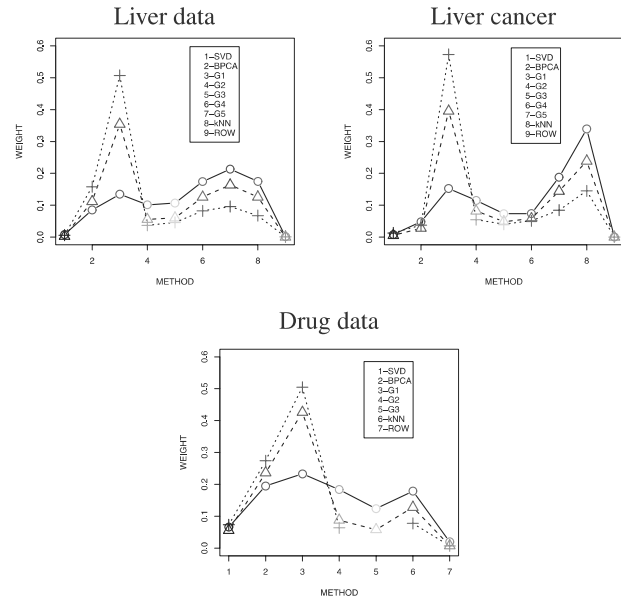 Liver data
0.6
0.5
0.4
0.3
0.2
0.1
0.0
WEIGHT
1–SVD
2–BPCA
3–G1
4–G2
5–G3
6–G4
7–G5
8–kNN
9–ROW
2 4 6 8
METHOD
Liver cancer
0.6
0.5
0.4
0.3
0.2
0.1
0.0
WEIGHT
1–SVD
2–BPCA
3–G1
4–G2
5–G3
6–G4
7–G5
8–kNN
9–ROW
2 4 6 8
METHOD
Drug data
0.6
0.5
0.4
0.3
0.2
0.1
0.0
WEIGHT
1–SVD
2–BPCA
3–G1
4–G2
5–G3
6–kNN
7–ROW
1 2 3 4 5 6 7
METHOD